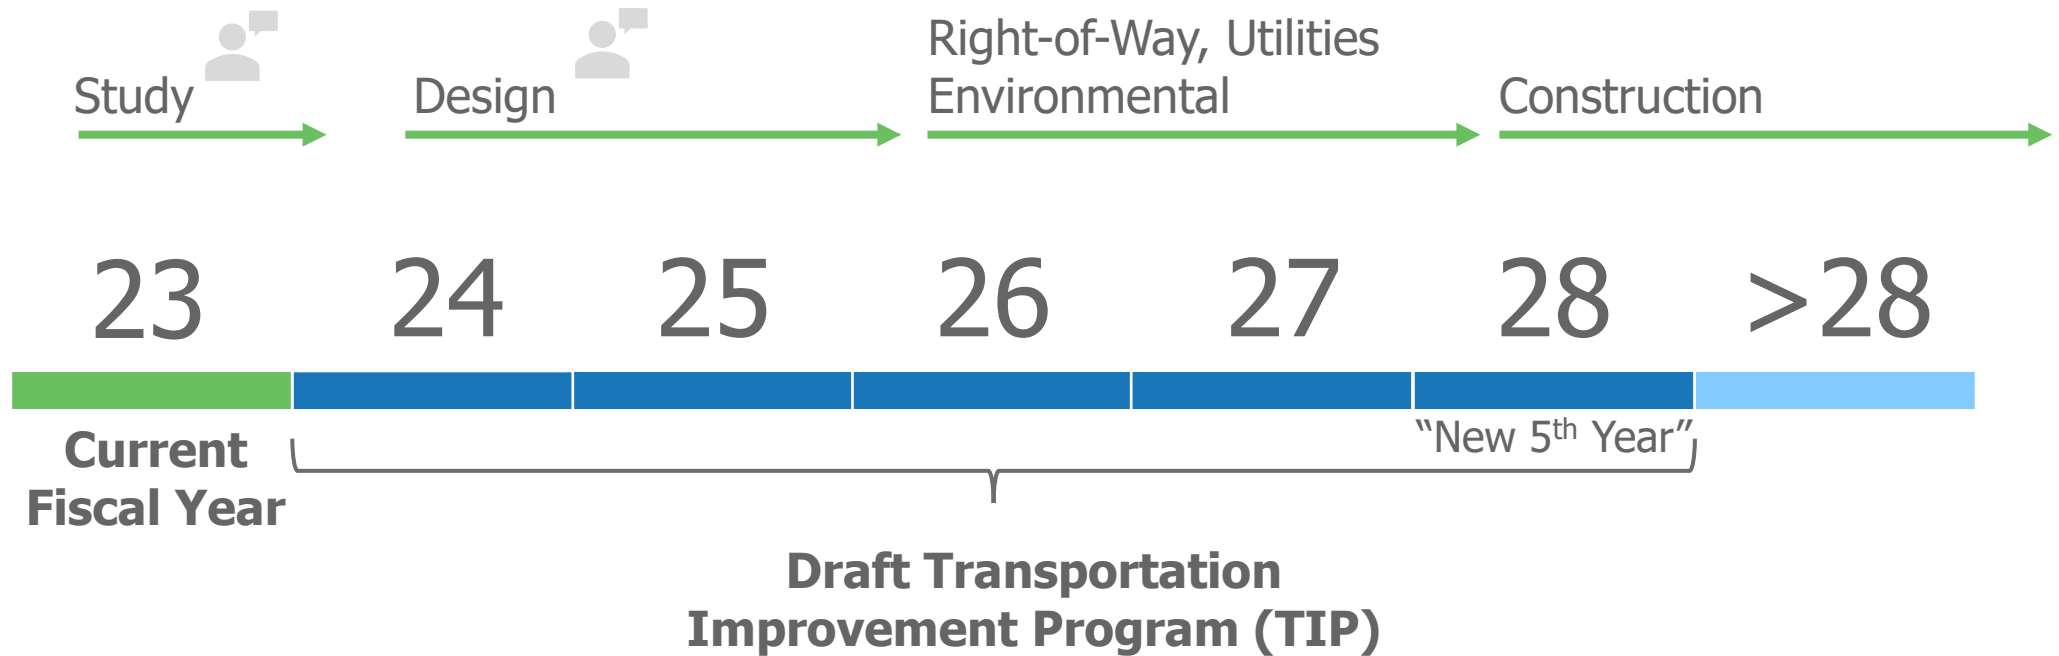 Study
Design
Right-of-Way, Utilities
Environmental
Construction
23
24
25
26
27
28
>28
Current
Fiscal Year
“New 5th Year”
Draft Transportation
Improvement Program (TIP)